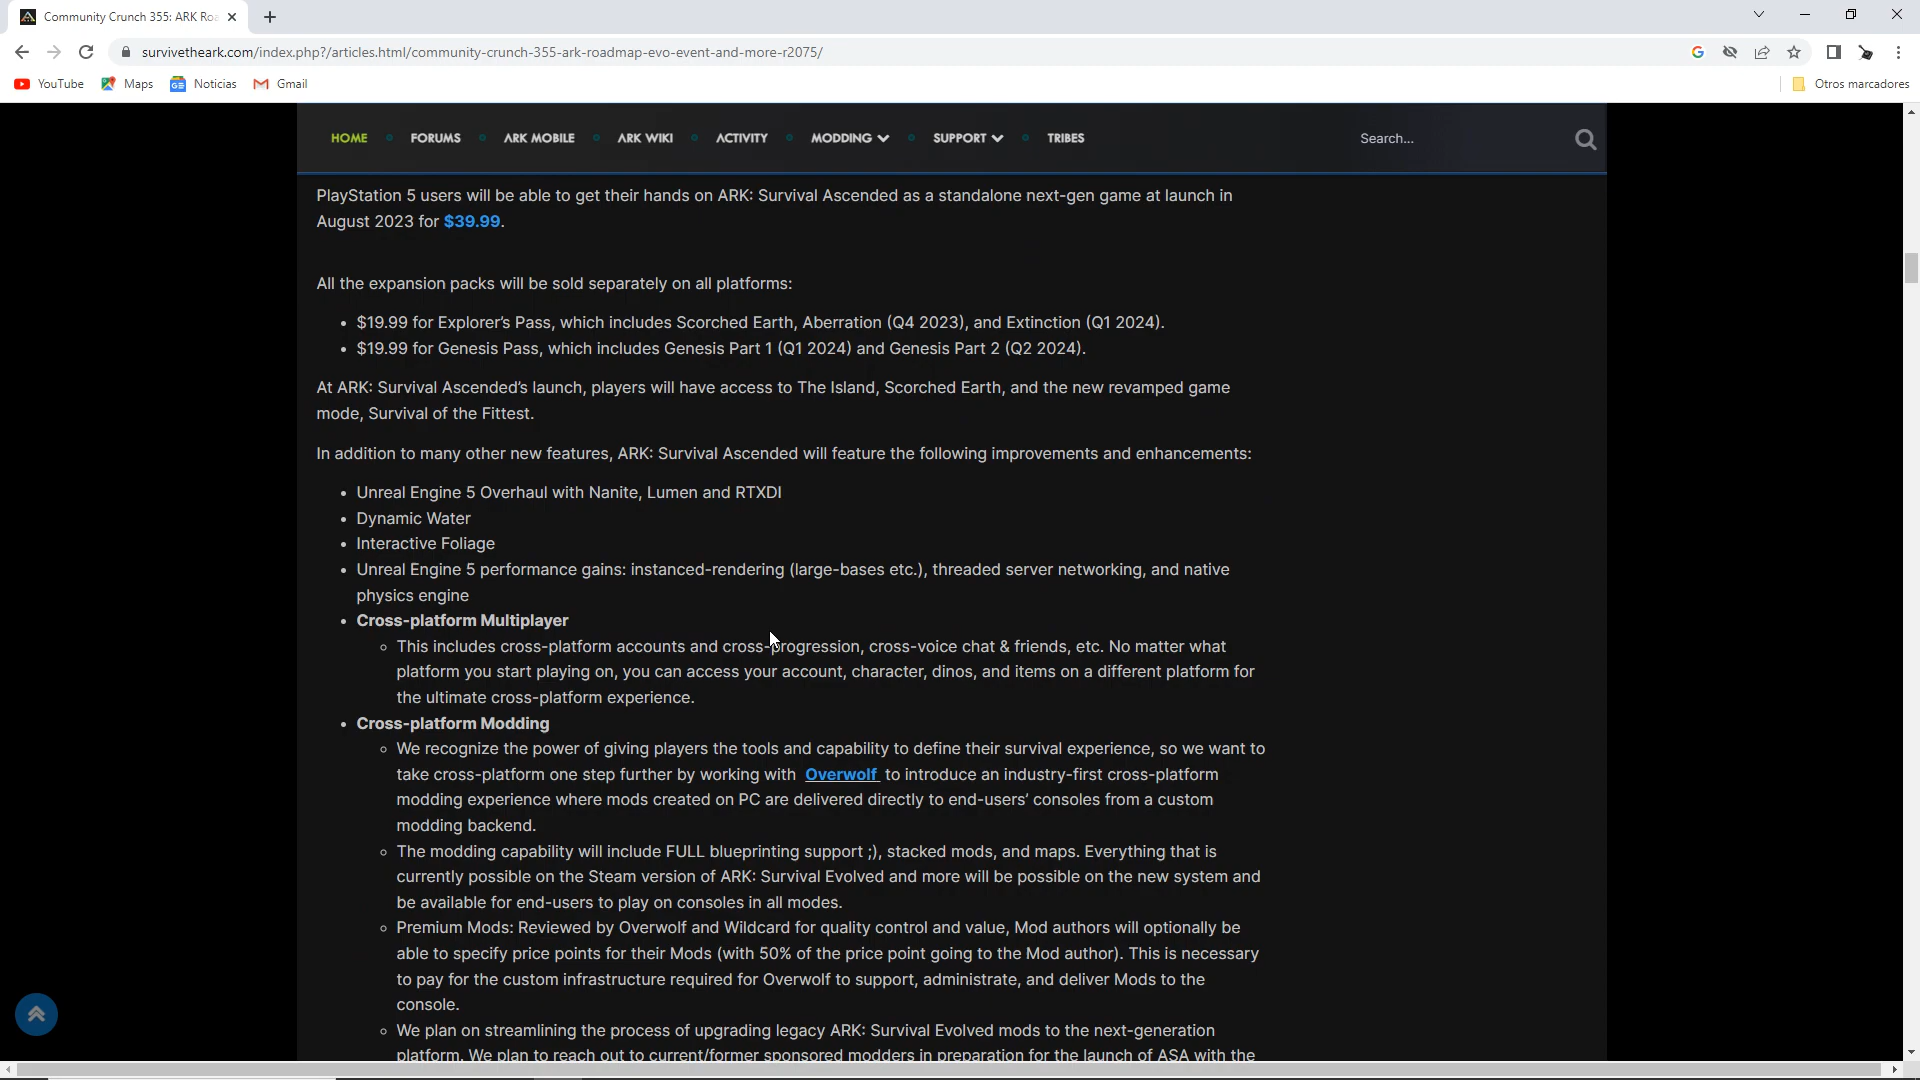 Community Crunch 355: ARK Roa
survivetheark.com/index.php?/articles.html/community-crunch-355-ark-roadmap-evo-event-and-more-r2075/
YouTube Maps Noticias Gmail Otros marcadores
HOME FORUMS ARK MOBILE ARK WIKI ACTIVITY MODDING SUPPORT TRIBES Search...
PlayStation 5 users will be able to get their hands on ARK: Survival Ascended as a standalone next-gen game at launch in
August 2023 for $39.99.
All the expansion packs will be sold separately on all platforms:
• $19.99 for Explorer's Pass, which includes Scorched Earth, Aberration (Q4 2023), and Extinction (Q1 2024).
• $19.99 for Genesis Pass, which includes Genesis Part 1 (Q1 2024) and Genesis Part 2 (Q2 2024).
At ARK: Survival Ascended's launch, players will have access to The Island, Scorched Earth, and the new revamped game
mode, Survival of the Fittest.
In addition to many other new features, ARK: Survival Ascended will feature the following improvements and enhancements:
• Unreal Engine 5 Overhaul with Nanite, Lumen and RTXDI
• Dynamic Water
• Interactive Foliage
• Unreal Engine 5 performance gains: instanced-rendering (large-bases etc.), threaded server networking, and native
physics engine
• Cross-platform Multiplayer
◦ This includes cross-platform accounts and cross-progression, cross-voice chat & friends, etc. No matter what
platform you start playing on, you can access your account, character, dinos, and items on a different platform for
the ultimate cross-platform experience.
• Cross-platform Modding
◦ We recognize the power of giving players the tools and capability to define their survival experience, so we want to
take cross-platform one step further by working with Overwolf to introduce an industry-first cross-platform
modding experience where mods created on PC are delivered directly to end-users' consoles from a custom
modding backend.
◦ The modding capability will include FULL blueprinting support ;), stacked mods, and maps. Everything that is
currently possible on the Steam version of ARK: Survival Evolved and more will be possible on the new system and
be available for end-users to play on consoles in all modes.
◦ Premium Mods: Reviewed by Overwolf and Wildcard for quality control and value, Mod authors will optionally be
able to specify price points for their Mods (with 50% of the price point going to the Mod author). This is necessary
to pay for the custom infrastructure required for Overwolf to support, administrate, and deliver Mods to the
console.
◦ We plan on streamlining the process of upgrading legacy ARK: Survival Evolved mods to the next-generation
platform. We plan to reach out to current/former sponsored modders in preparation for the launch of ASA with the